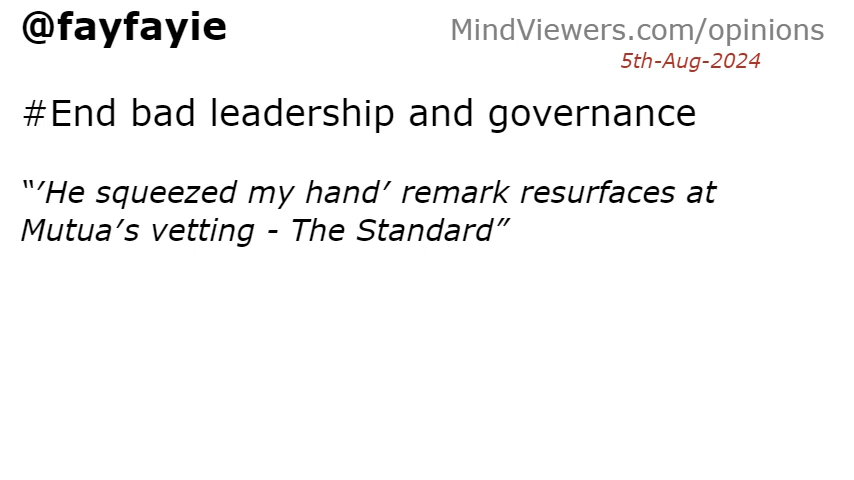 @fayfayie
MindViewers.com/opinions
5th-Aug-2024
#End bad leadership and governance
“‘He squeezed my hand’ remark resurfaces at
Mutua’s vetting - The Standard”